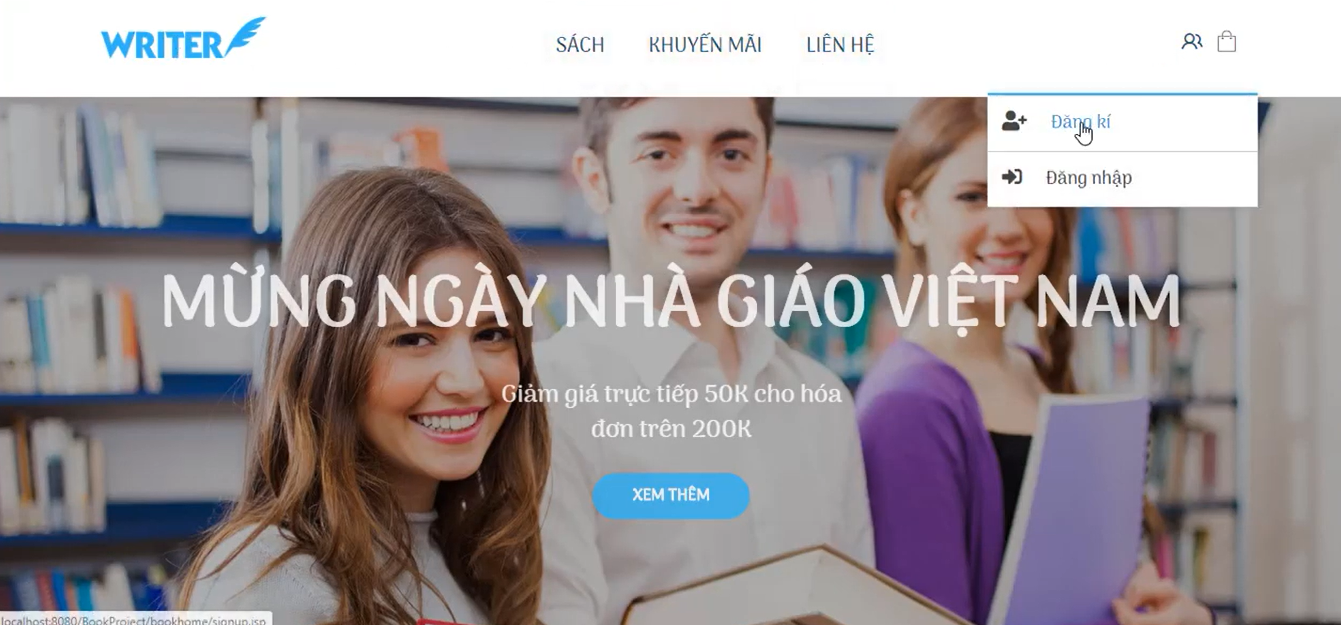 WRITER
SÁCH
KHUYẾN MÃI
LIÊN HỆ
Đăng kí
Đăng nhập
MỪNG NGÀY NHÀ GIÁO VIỆT NAM
Giảm giá trực tiếp 50K cho hóa
đơn trên 200K
XEM THÊM
localhost:8080/BookProject/bookhome/signup.jsp